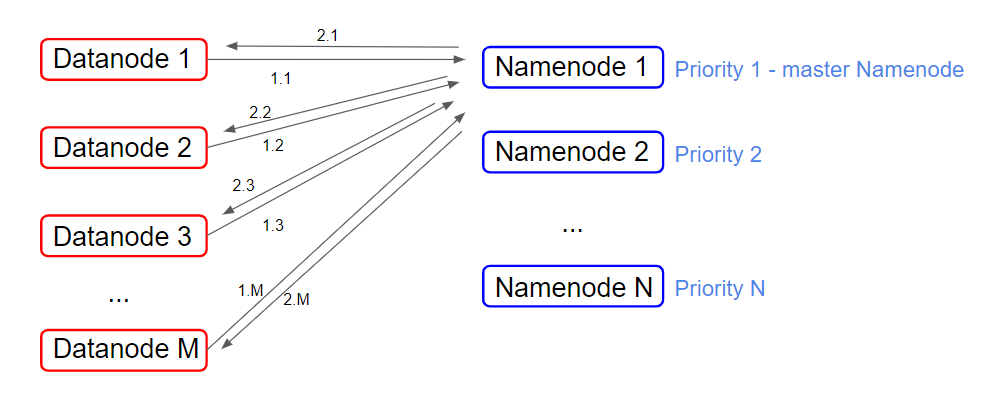 2.1
Datanode 1
Namenode 1
Priority 1 - master Namenode
1.1
2.2
Datanode 2
1.2
Namenode 2
Priority 2
2.3
Datanode 3
1.3
...
...
1.M
2.M
Namenode N
Priority N
Datanode M